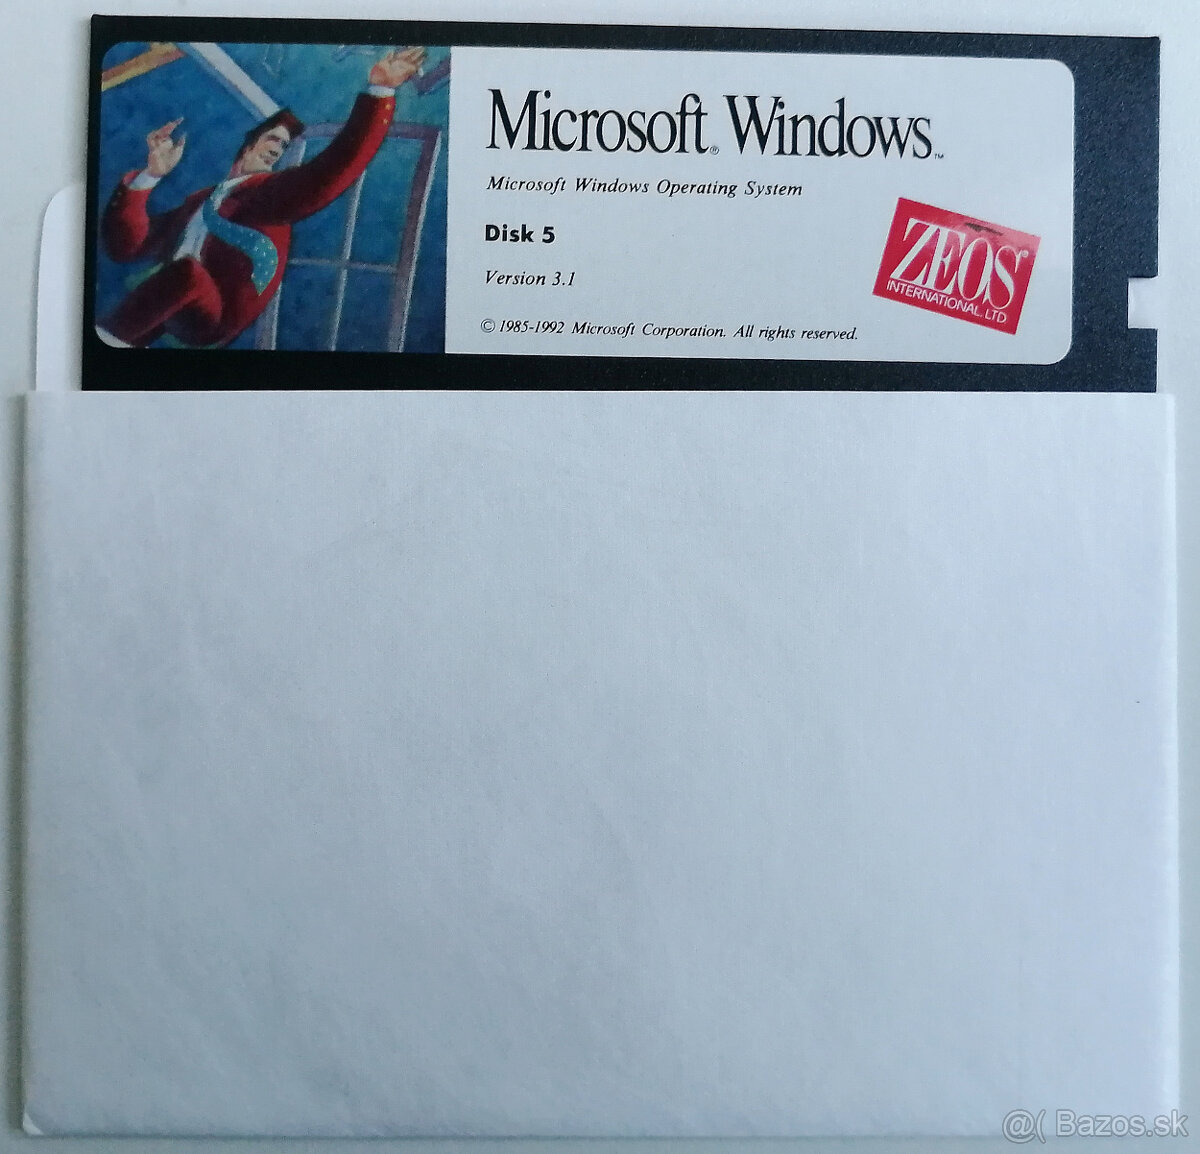 Microsoft® Windows™
Microsoft Windows Operating System
Disk 5
Version 3.1
© 1985-1992 Microsoft Corporation. All rights reserved.
ZEOS®
INTERNATIONAL, LTD.
@( Bazos.sk